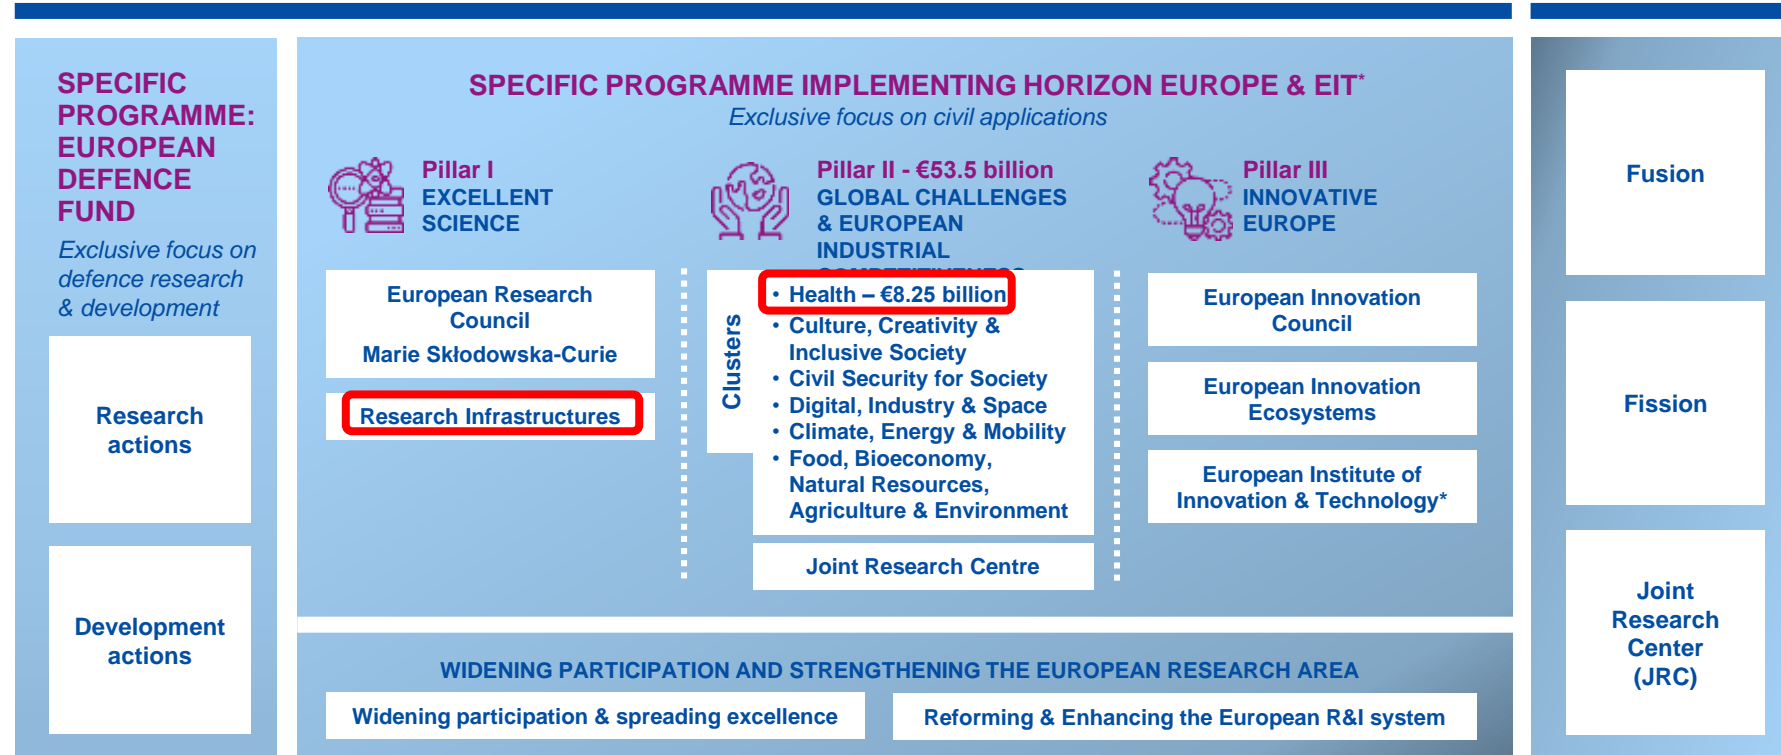 SPECIFIC
PROGRAMME:
EUROPEAN
DEFENCE
FUND
Exclusive focus on
defence research
& development
Research
actions
Development
actions
SPECIFIC PROGRAMME IMPLEMENTING HORIZON EUROPE & EIT*
Exclusive focus on civil applications
Pillar I
EXCELLENT
SCIENCE
European Research
Council
Marie Skłodowska-Curie
Research Infrastructures
Pillar II - €53.5 billion
GLOBAL CHALLENGES
& EUROPEAN
INDUSTRIAL
COMPETITIVENESS
Clusters
• Health – €8.25 billion
• Culture, Creativity &
Inclusive Society
• Civil Security for Society
• Digital, Industry & Space
• Climate, Energy & Mobility
• Food, Bioeconomy,
Natural Resources,
Agriculture & Environment
Joint Research Centre
Pillar III
INNOVATIVE
EUROPE
European Innovation
Council
European Innovation
Ecosystems
European Institute of
Innovation & Technology*
WIDENING PARTICIPATION AND STRENGTHENING THE EUROPEAN RESEARCH AREA
Widening participation & spreading excellence
Reforming & Enhancing the European R&I system
Fusion
Fission
Joint
Research
Center
(JRC)